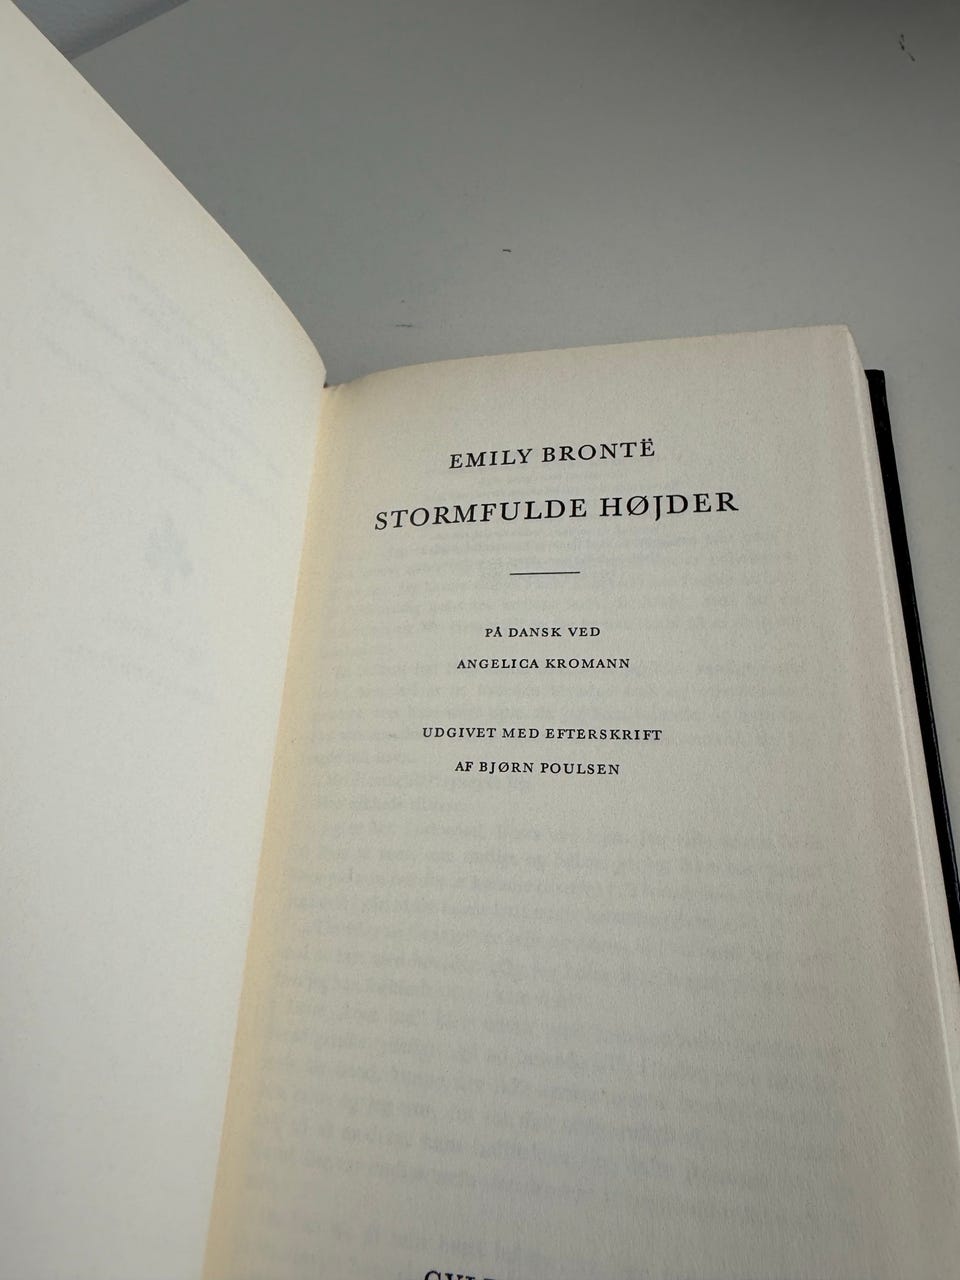 EMILY BRONTË
STORMFULDE HØJDER
PÅ DANSK VED
ANGELICA KROMANN
UDGIVET MED EFTERSKRIFT
AF BJØRN POULSEN